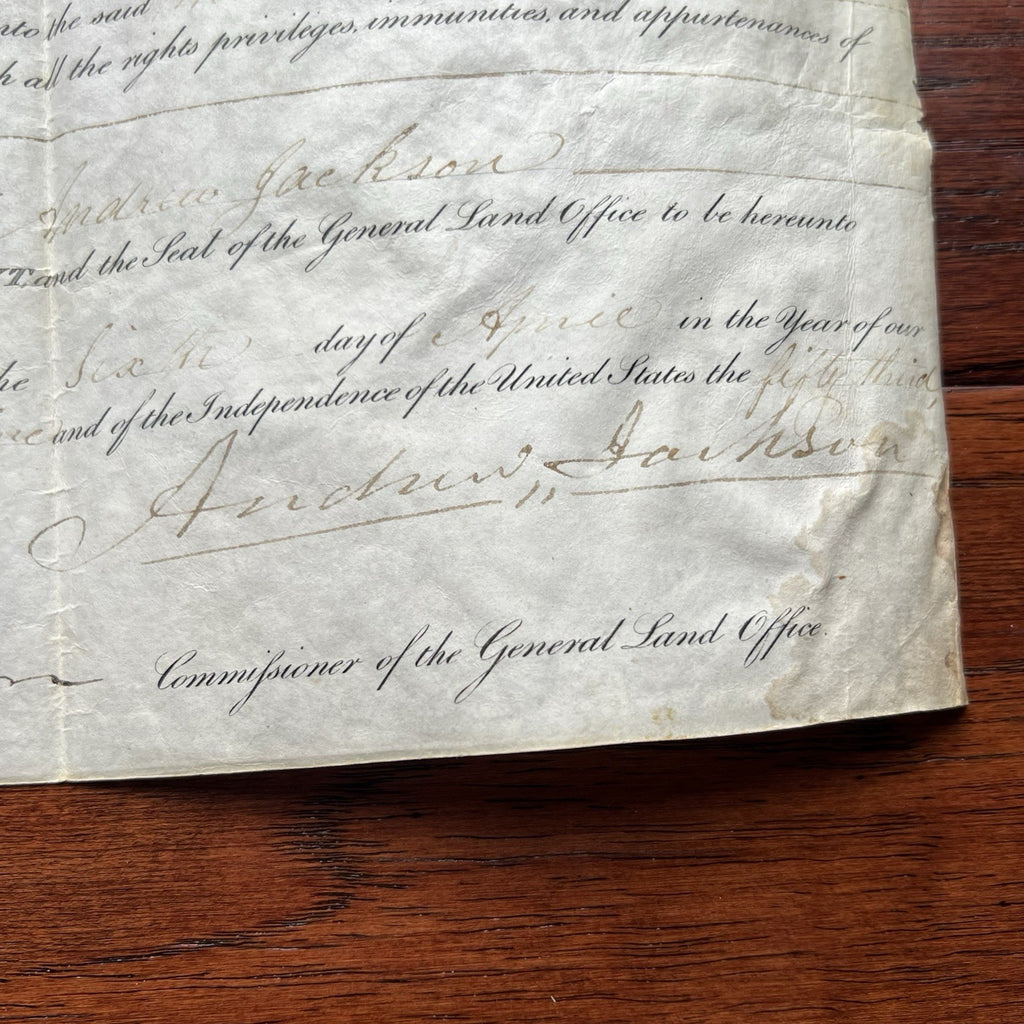 the said
all the rights privileges, immunities, and appurtenances of
Andrew Jackson
and the Seal of the General Land Office to be hereunto
Sixth day of April in the Year of our
and of the Independence of the United States the fifty third,
Andrew Jackson
Commiſsioner of the General Land Office.